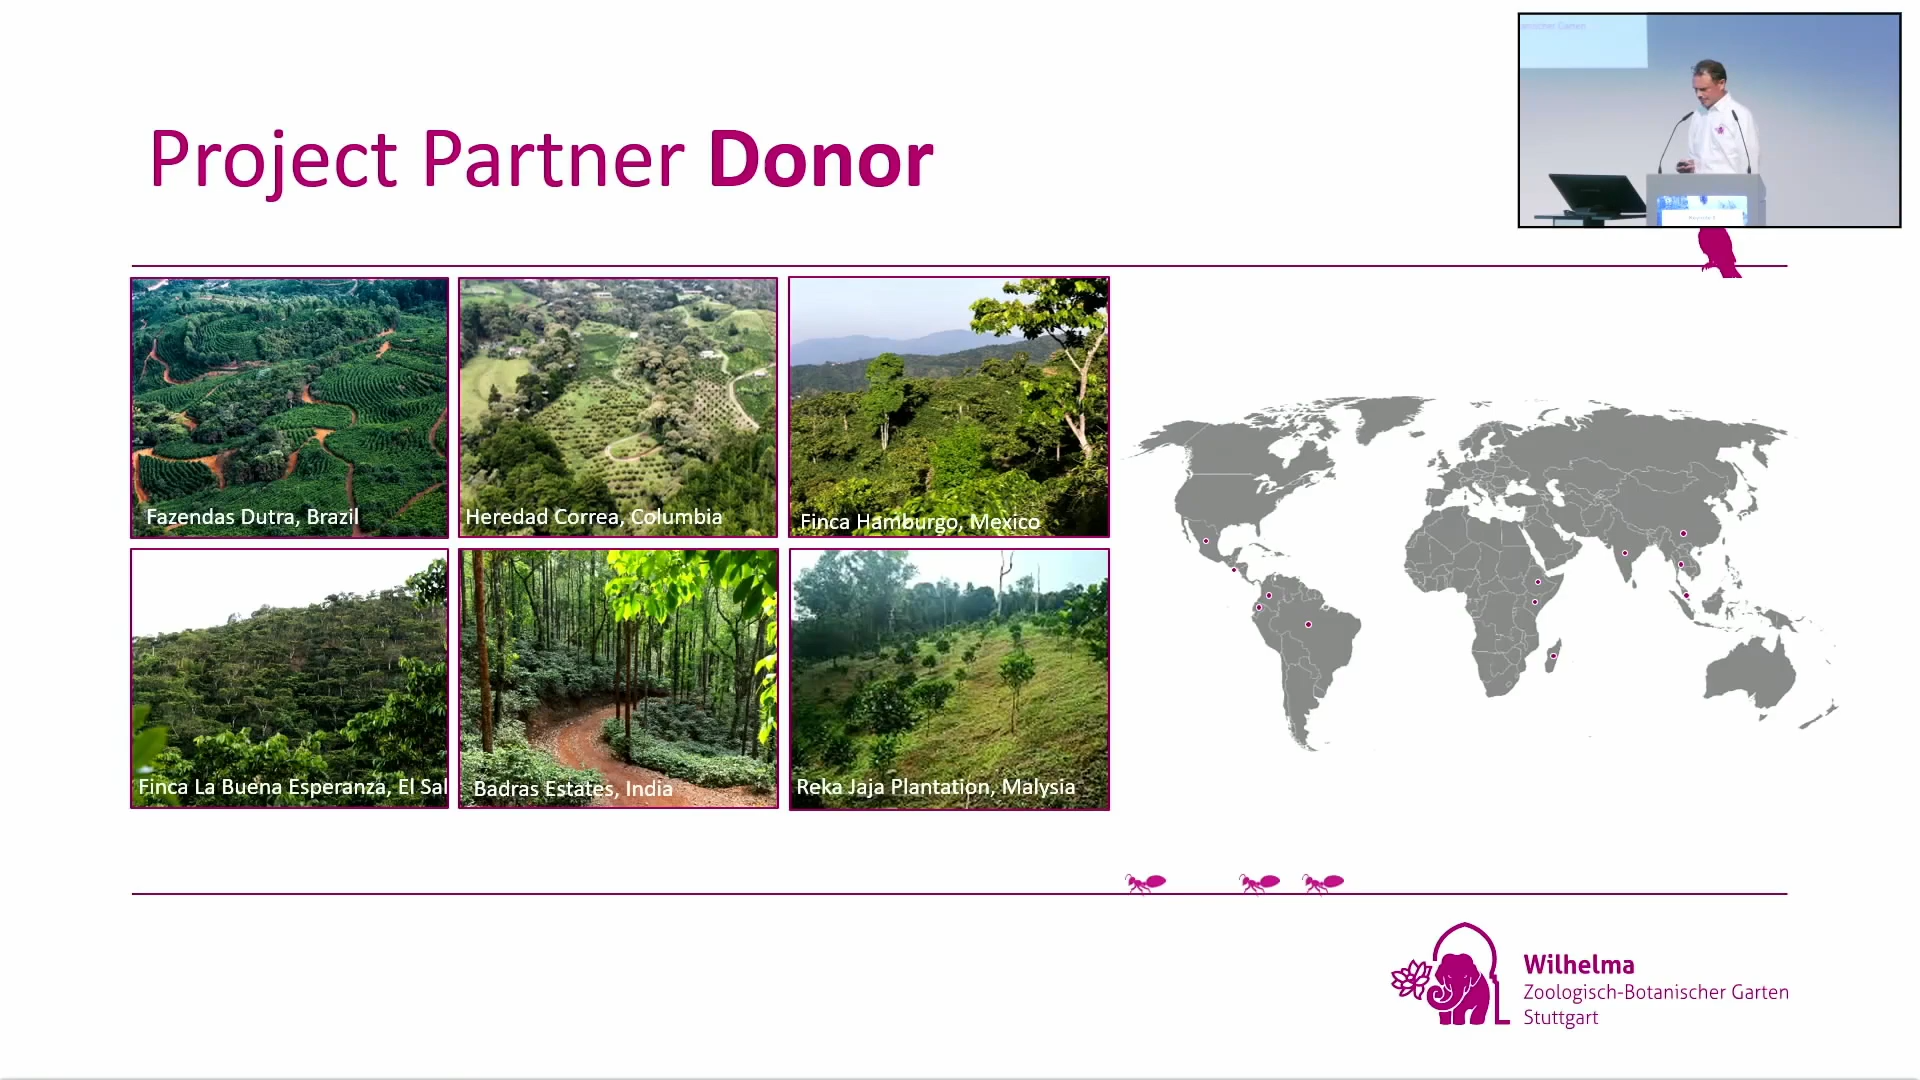 Project Partner Donor
Fazendas Dutra, Brazil
Heredad Correa, Columbia
Finca Hamburgo, Mexico
Finca La Buena Esperanza, El Sal
Badras Estates, India
Reka Jaja Plantation, Malysia
Wilhelma
Zoologisch-Botanischer Garten
Stuttgart